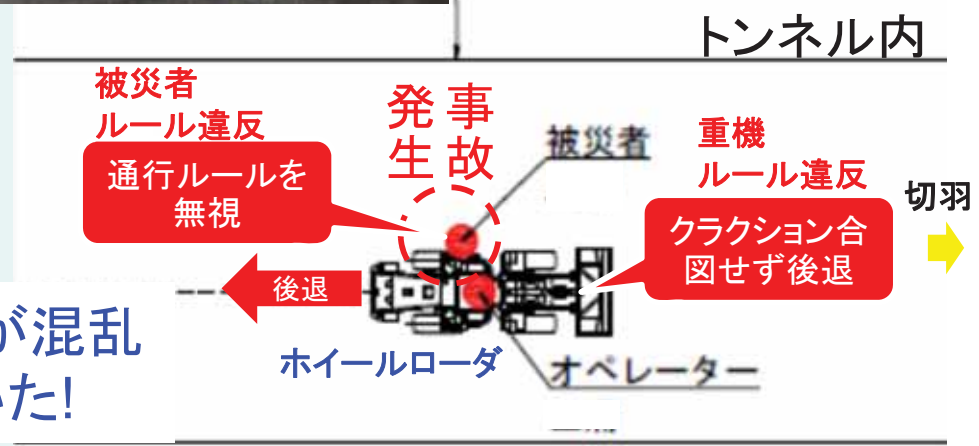 トンネル内
被災者
ルール違反
通行ルールを
無視
事故
発生
被災者
重機
ルール違反
クラクション合
図せず後退
切羽
後退
が混乱
いた!
ホイールローダ
オペレーター